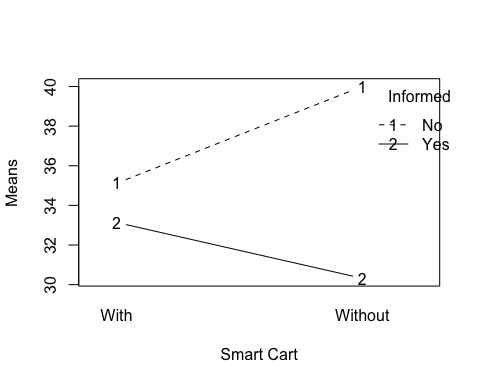 40
38
36
34
32
30
Means
1
1
2
2
Informed
1 No
2 Yes
With Without
Smart Cart